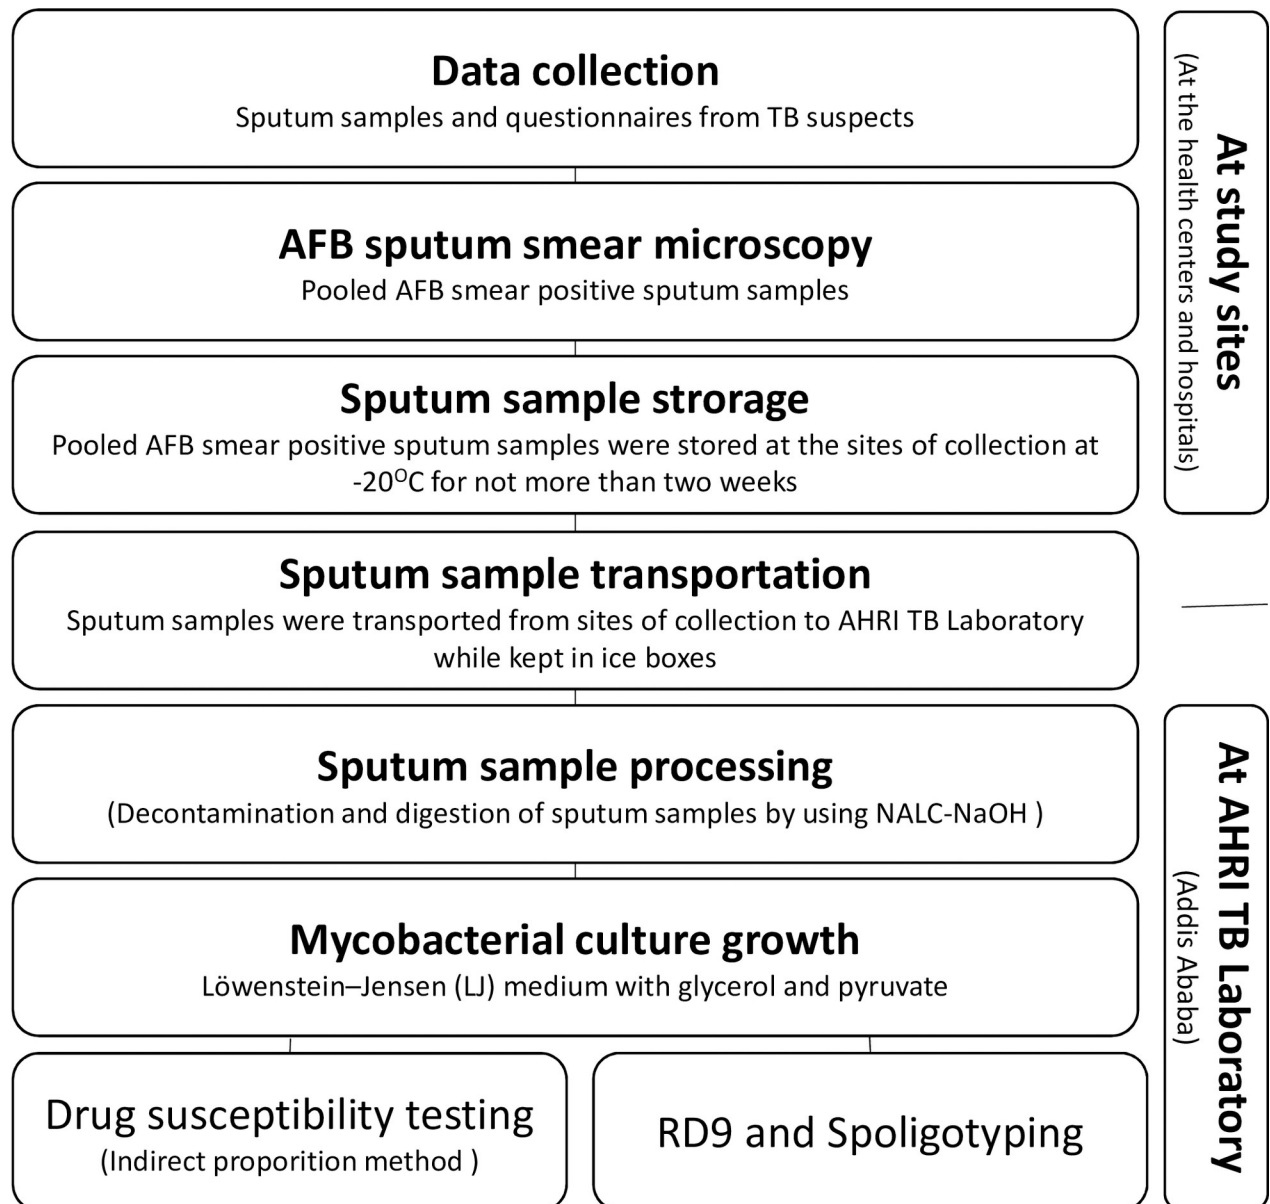 Data collection
Sputum samples and questionnaires from TB suspects
AFB sputum smear microscopy
Pooled AFB smear positive sputum samples
Sputum sample strorage
Pooled AFB smear positive sputum samples were stored at the sites of collection at
-20ᴼC for not more than two weeks
Sputum sample transportation
Sputum samples were transported from sites of collection to AHRI TB Laboratory
while kept in ice boxes
Sputum sample processing
(Decontamination and digestion of sputum samples by using NALC-NaOH )
Mycobacterial culture growth
Löwenstein–Jensen (LJ) medium with glycerol and pyruvate
Drug susceptibility testing
(Indirect proporition method )
RD9 and Spoligotyping
At study sites
(At the health centers and hospitals)
At AHRI TB Laboratory
(Addis Ababa)